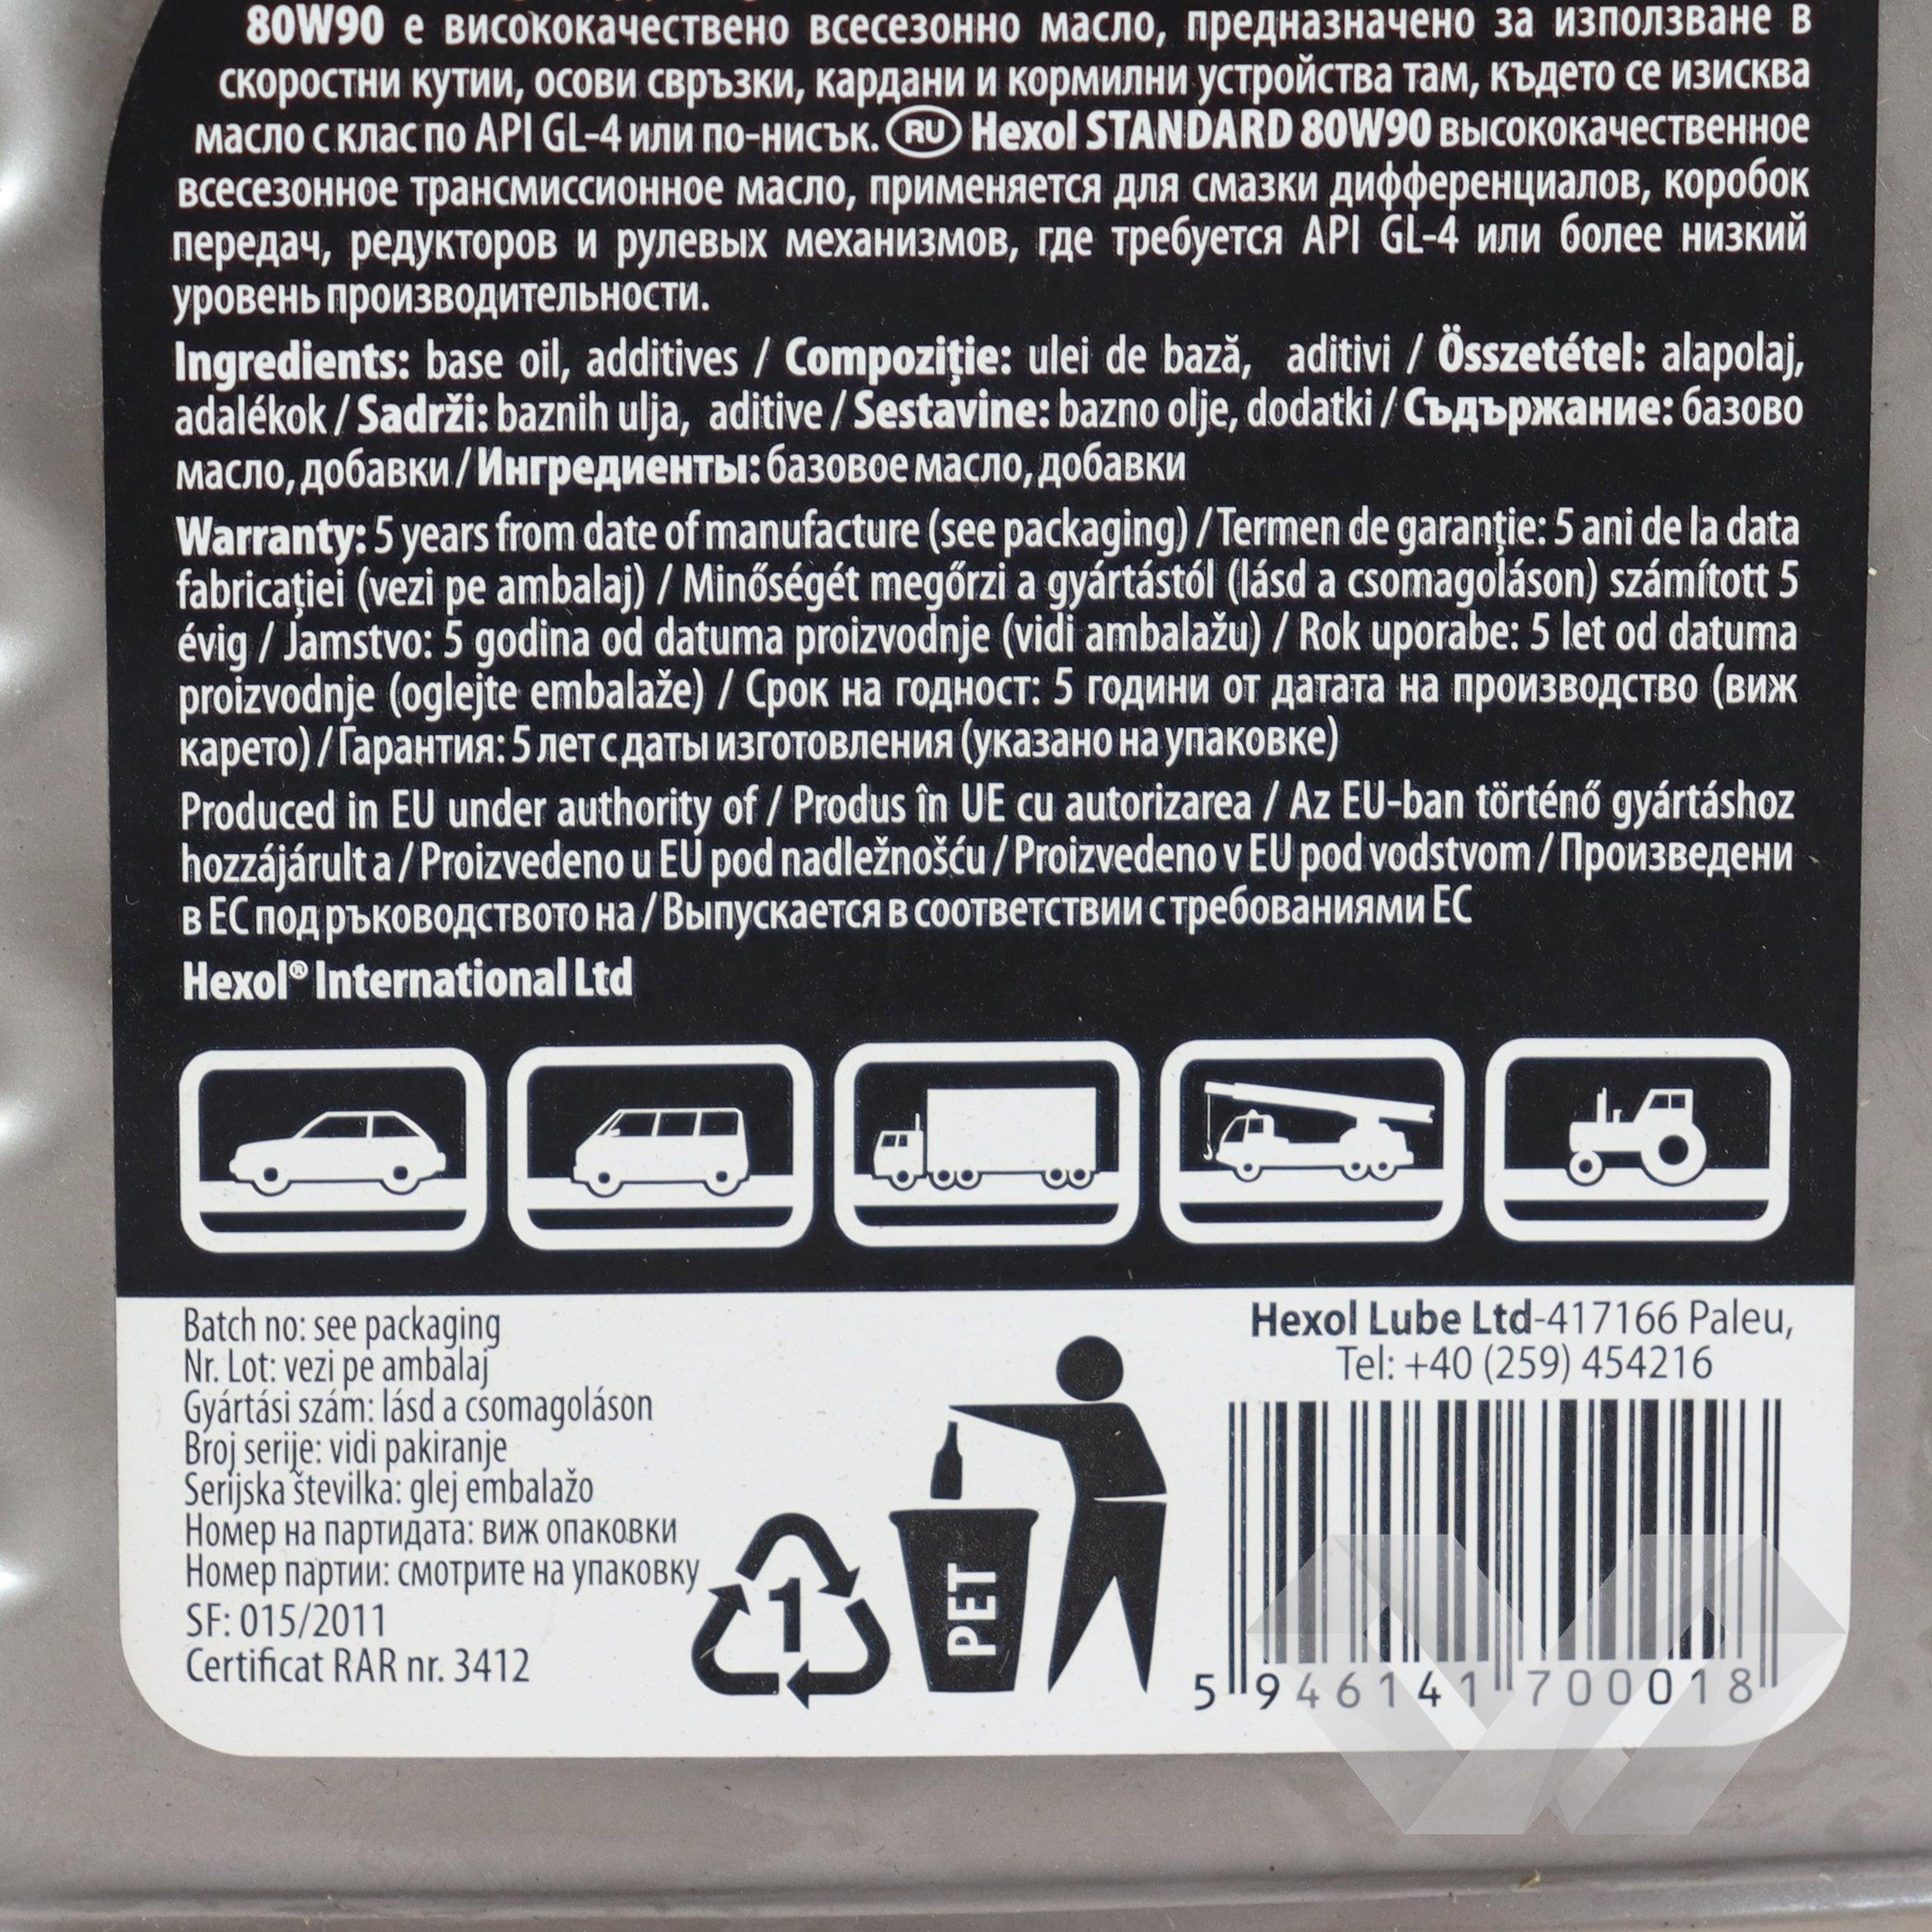 80W90 е висококачествено всесезонно масло, предназначено за използване в
скоростни кутии, осови свръзки, кардани и кормилни устройства там, където се изисква
масло с клас по API GL-4 или по-нисък. RU Hexol STANDARD 80W90 высококачественное
всесезонное трансмиссионное масло, применяется для смазки дифференциалов, коробок
передач, редукторов и рулевых механизмов, где требуется API GL-4 или более низкий
уровень производительности.
Ingredients: base oil, additives / Compoziție: ulei de bază, aditivi / Összetétel: alapolaj,
adalékok / Sadrži: baznih ulja, aditive / Sestavine: bazno olje, dodatki / Съдържание: базово
масло, добавки / Ингредиенты: базовое масло, добавки
Warranty: 5 years from date of manufacture (see packaging) / Termen de garanție: 5 ani de la data
fabricației (vezi pe ambalaj) / Minőségét megőrzi a gyártástól (lásd a csomagoláson) számított 5
évig / Jamstvo: 5 godina od datuma proizvodnje (vidi ambalažu) / Rok uporabe: 5 let od datuma
proizvodnje (oglejte embalaže) / Срок на годност: 5 години от датата на производство (виж
карето) / Гарантия: 5 лет с даты изготовления (указано на упаковке)
Produced in EU under authority of / Produs în UE cu autorizarea / Az EU-ban történő gyártáshoz
hozzájárult a / Proizvedeno u EU pod nadležnošću / Proizvedeno v EU pod vodstvom / Произведени
в ЕС под ръководството на / Выпускается в соответствии с требованиями ЕС
Hexol® International Ltd
Batch no: see packaging
Nr. Lot: vezi pe ambalaj
Gyártási szám: lásd a csomagoláson
Broj serije: vidi pakiranje
Serijska številka: glej embalažo
Номер на партидата: виж опаковки
Номер партии: смотрите на упаковку
SF: 015/2011
Certificat RAR nr. 3412
1
PET
Hexol Lube Ltd-417166 Paleu,
Tel: +40 (259) 454216
5 946141 700018